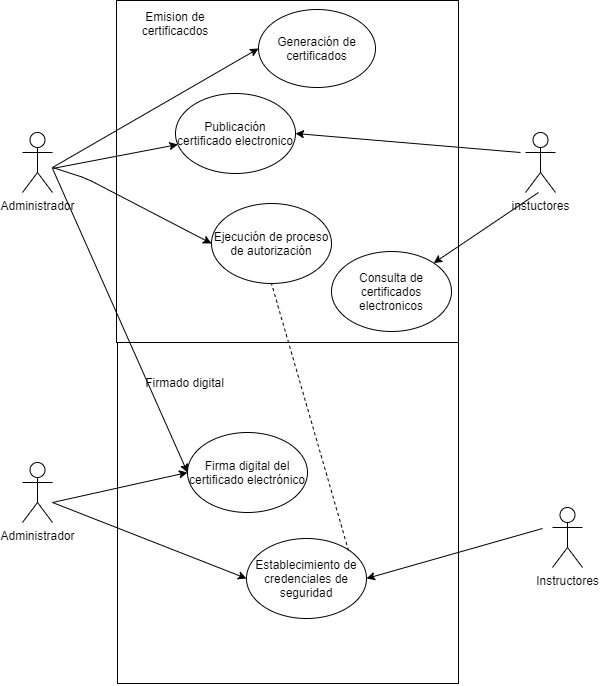 Emision de
certificacdos
Generación de
certificados
Publicación
certificado electronico
Administrador
instuctores
Ejecución de proceso
de autorización
Consulta de
certificados
electronicos
Firmado digital
Firma digital del
certificado electrónico
Administrador
Establecimiento de
credenciales de
seguridad
Instructores